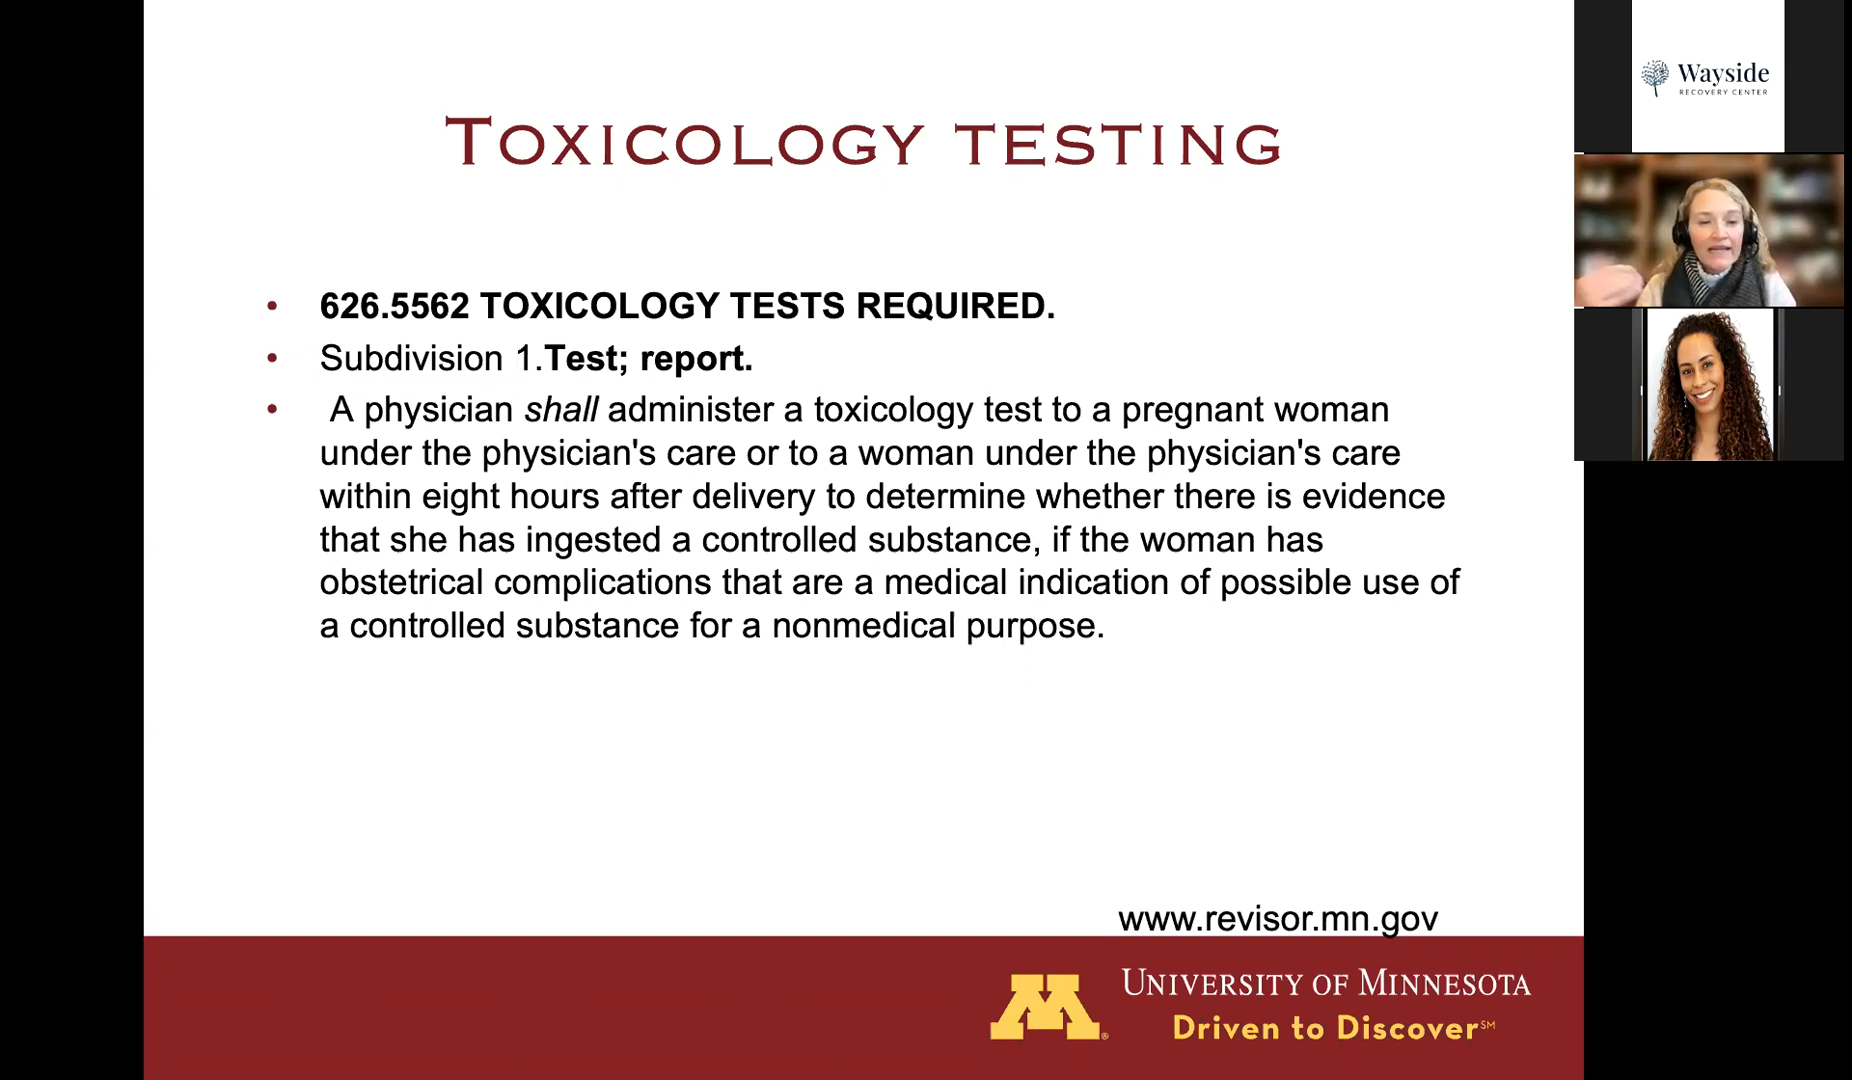 TOXICOLOGY TESTING
• 626.5562 TOXICOLOGY TESTS REQUIRED.
• Subdivision 1.Test; report.
• A physician shall administer a toxicology test to a pregnant woman
under the physician's care or to a woman under the physician's care
within eight hours after delivery to determine whether there is evidence
that she has ingested a controlled substance, if the woman has
obstetrical complications that are a medical indication of possible use of
a controlled substance for a nonmedical purpose.
www.revisor.mn.gov
M®
UNIVERSITY OF MINNESOTA
Driven to Discover℠
Wayside
RECOVERY CENTER